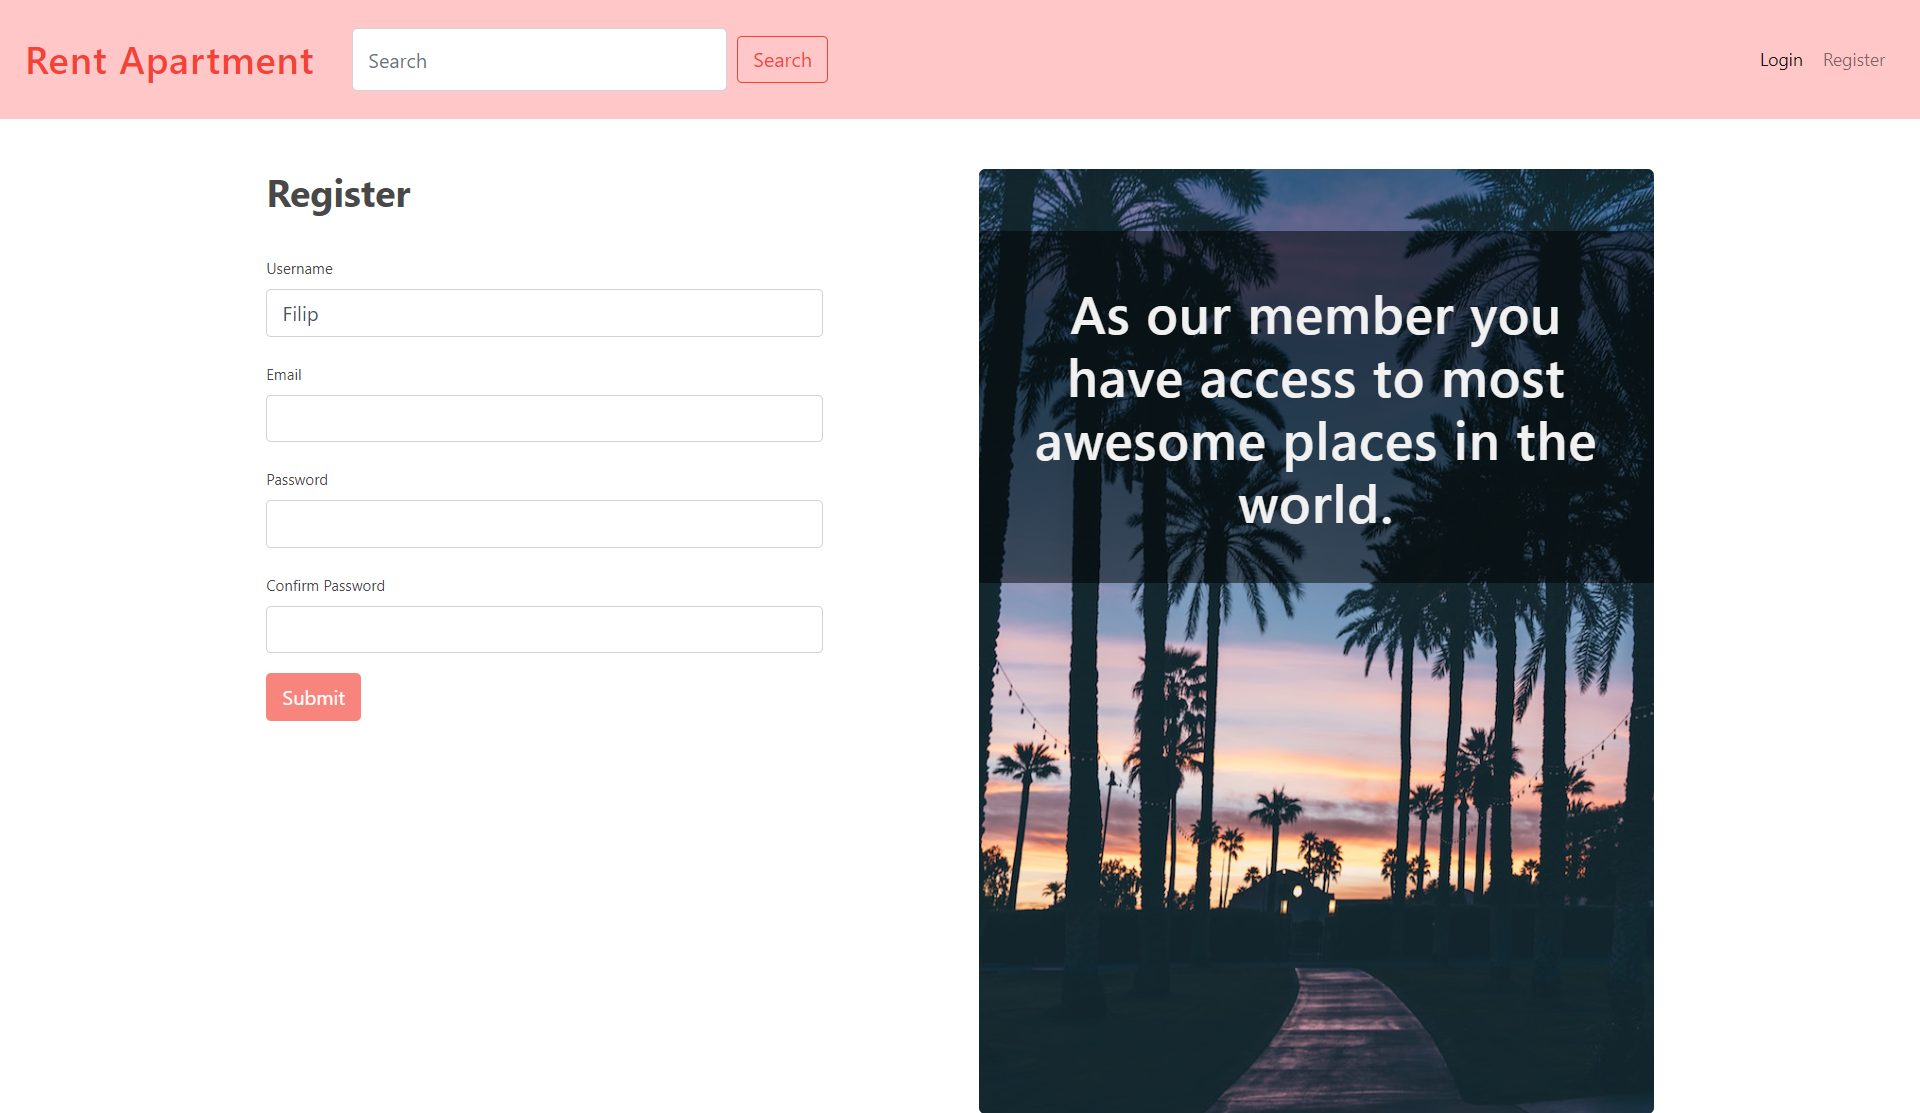 Rent Apartment
Search
Search
Login
Register
Register
Username
Filip
Email
Password
Confirm Password
Submit
As our member you
have access to most
awesome places in the
world.